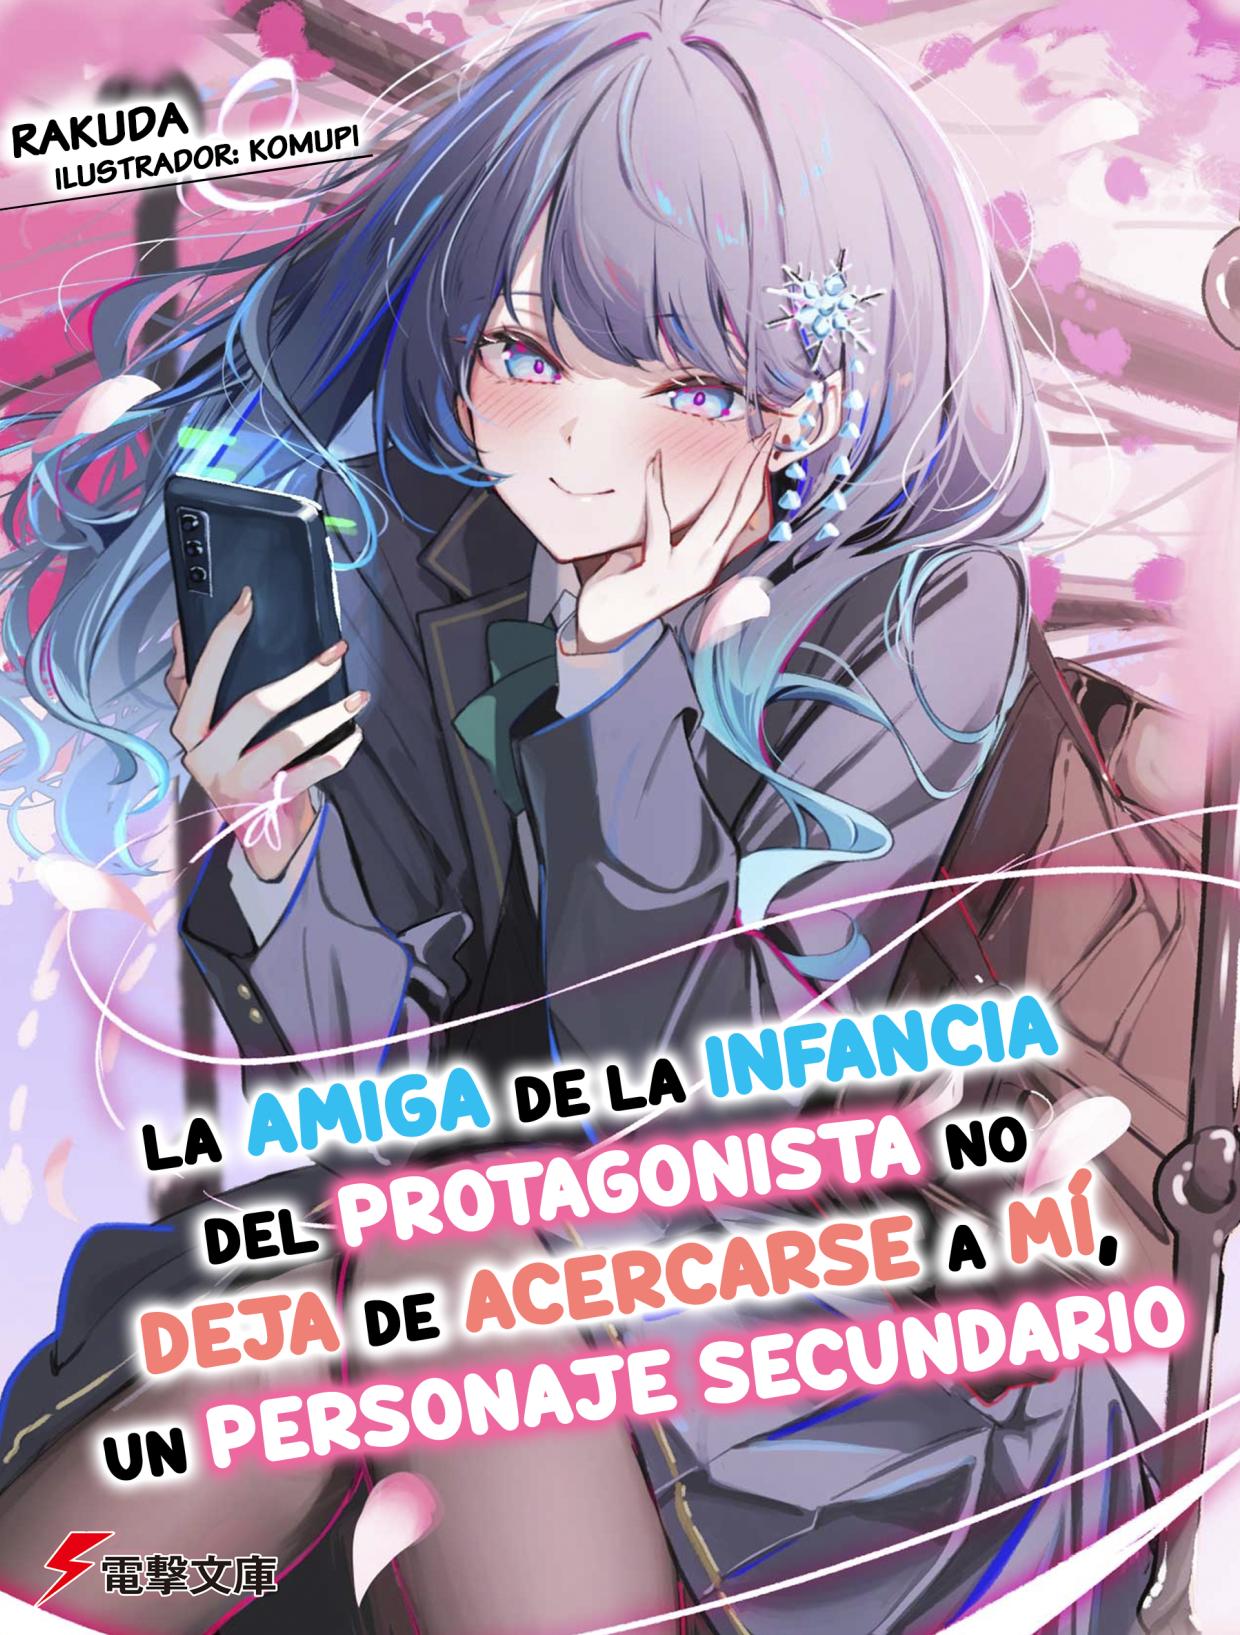 RAKUDA
ILUSTRADOR: KOMUPI
LA AMIGA DE LA INFANCIA
DEL PROTAGONISTA NO
DEJA DE ACERCARSE A MÍ,
UN PERSONAJE SECUNDARIO
電撃文庫